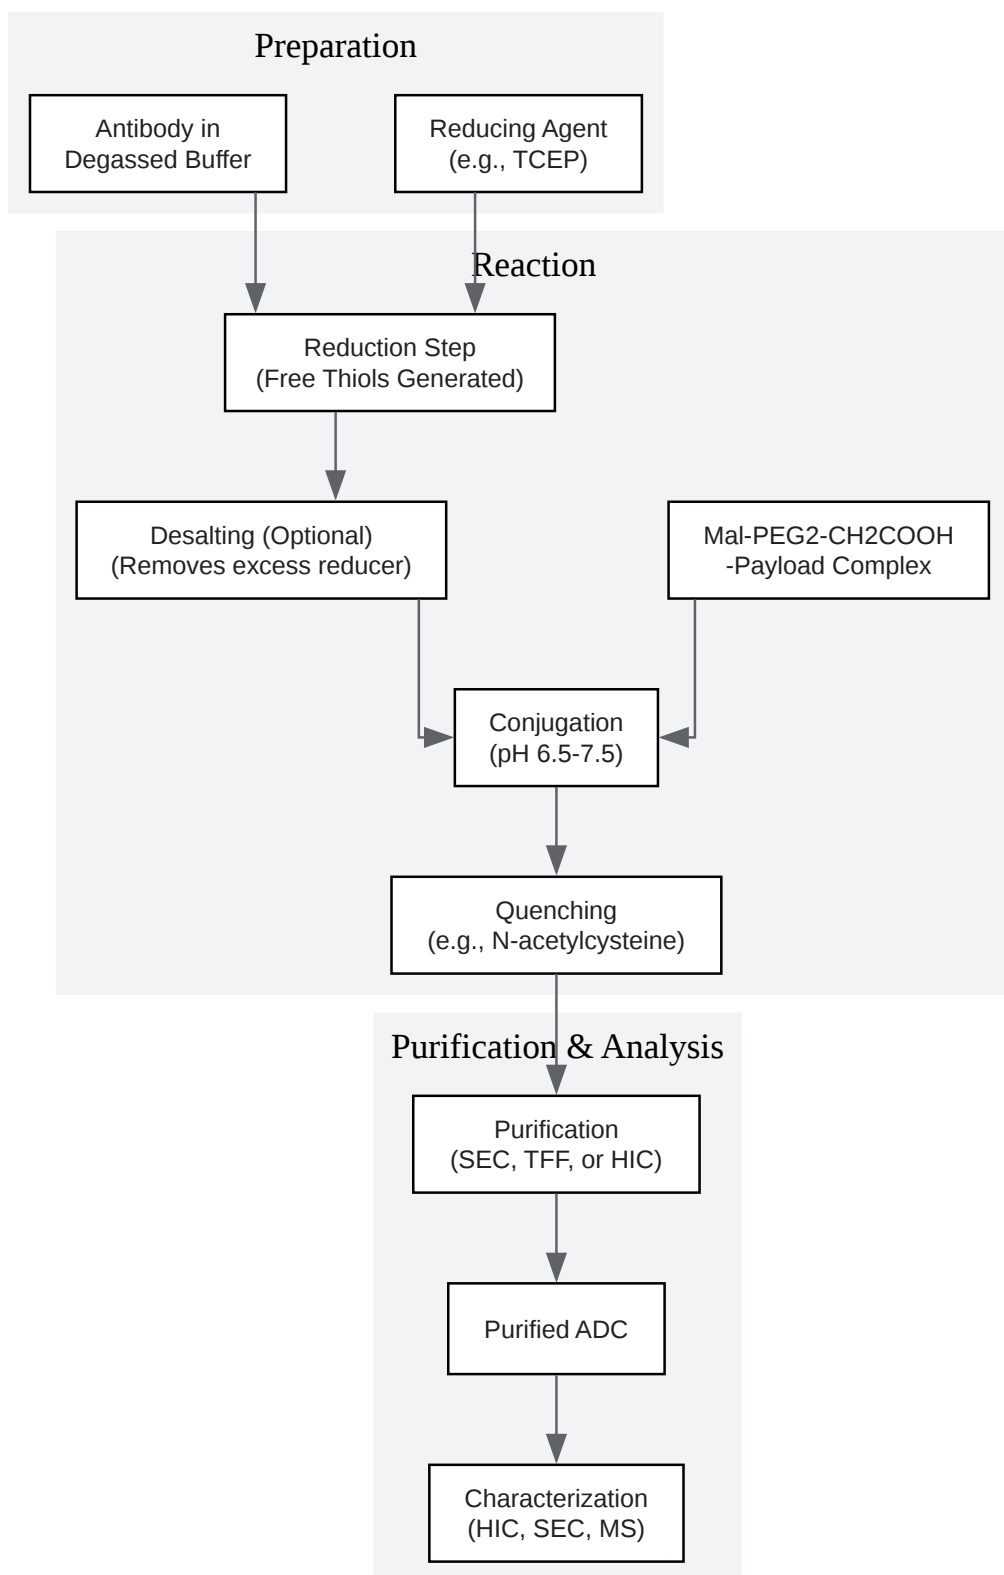 Preparation
Antibody in
Degassed Buffer
Reducing Agent
(e.g., TCEP)
Reaction
Reduction Step
(Free Thiols Generated)
Desalting (Optional)
(Removes excess reducer)
Mal-PEG2-CH2COOH
-Payload Complex
Conjugation
(pH 6.5-7.5)
Quenching
(e.g., N-acetylcysteine)
Purification & Analysis
Purification
(SEC, TFF, or HIC)
Purified ADC
Characterization
(HIC, SEC, MS)